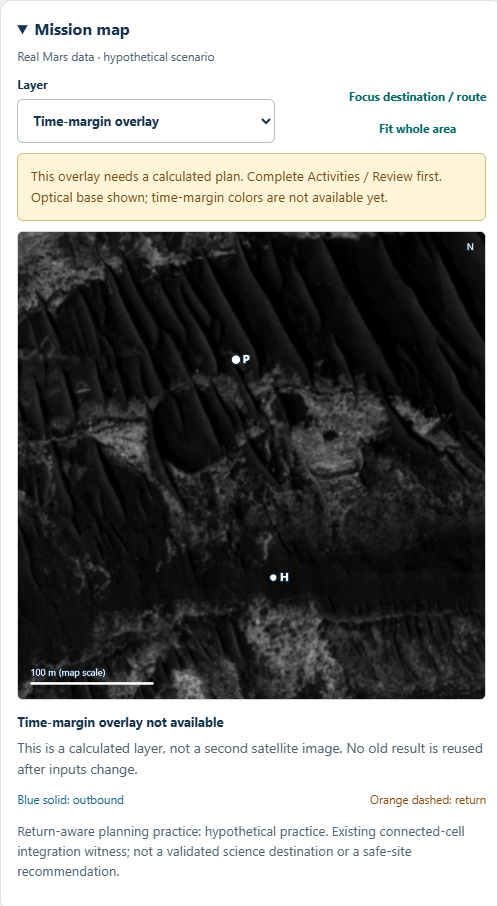 ▼ Mission map
Real Mars data · hypothetical scenario
Layer
Time-margin overlay
Focus destination / route
Fit whole area
This overlay needs a calculated plan. Complete Activities / Review first.
Optical base shown; time-margin colors are not available yet.
N
P
H
100 m (map scale)
Time-margin overlay not available
This is a calculated layer, not a second satellite image. No old result is reused
after inputs change.
Blue solid: outbound
Orange dashed: return
Return-aware planning practice: hypothetical practice. Existing connected-cell
integration witness; not a validated science destination or a safe-site
recommendation.